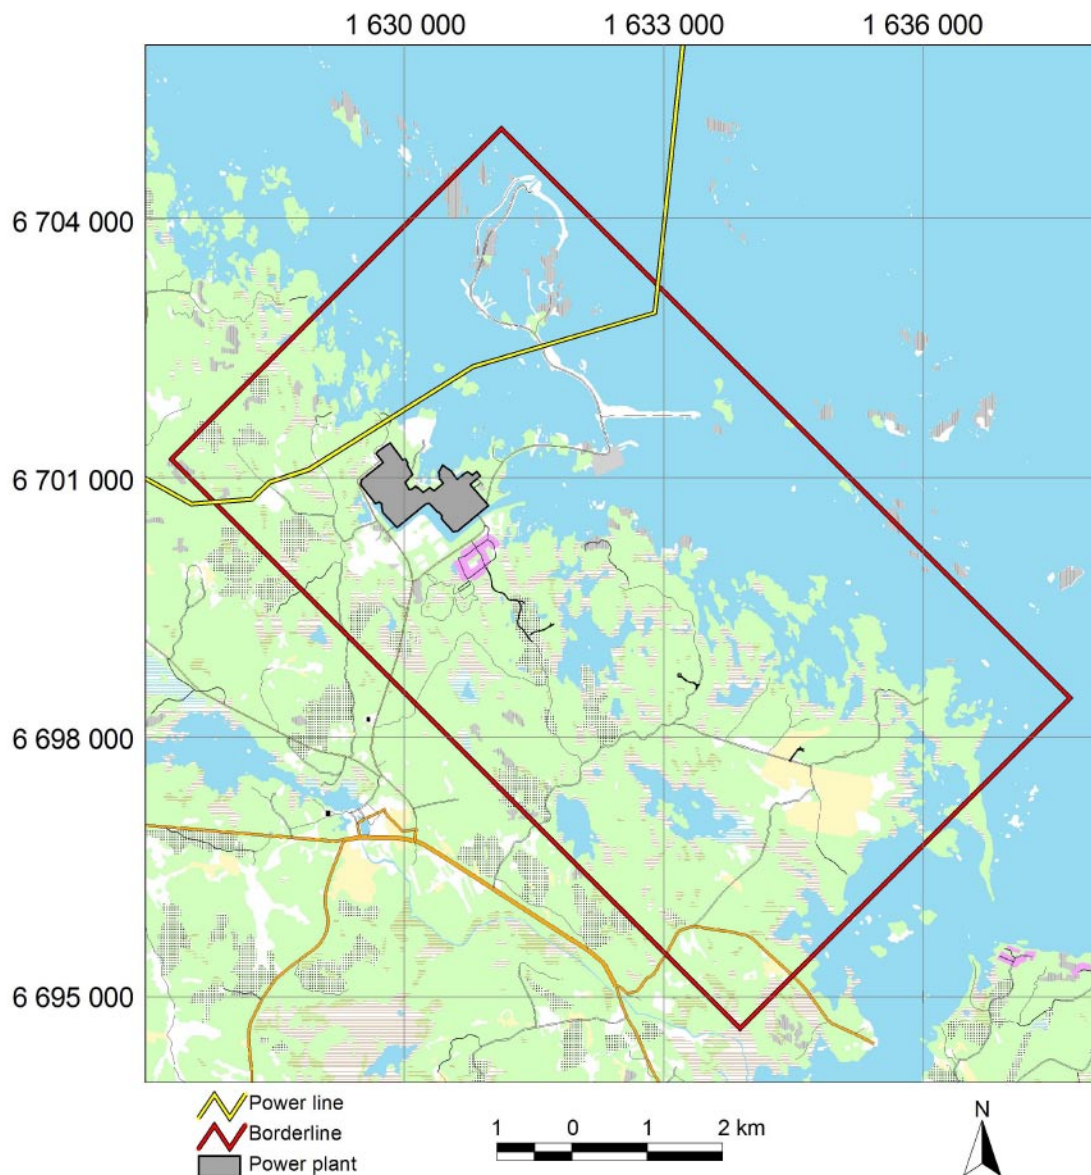 1 630 000 1 633 000 1 636 000
6 704 000
6 701 000
6 698 000
6 695 000
Power line
Borderline
Power plant
1 0 1 2 km
N